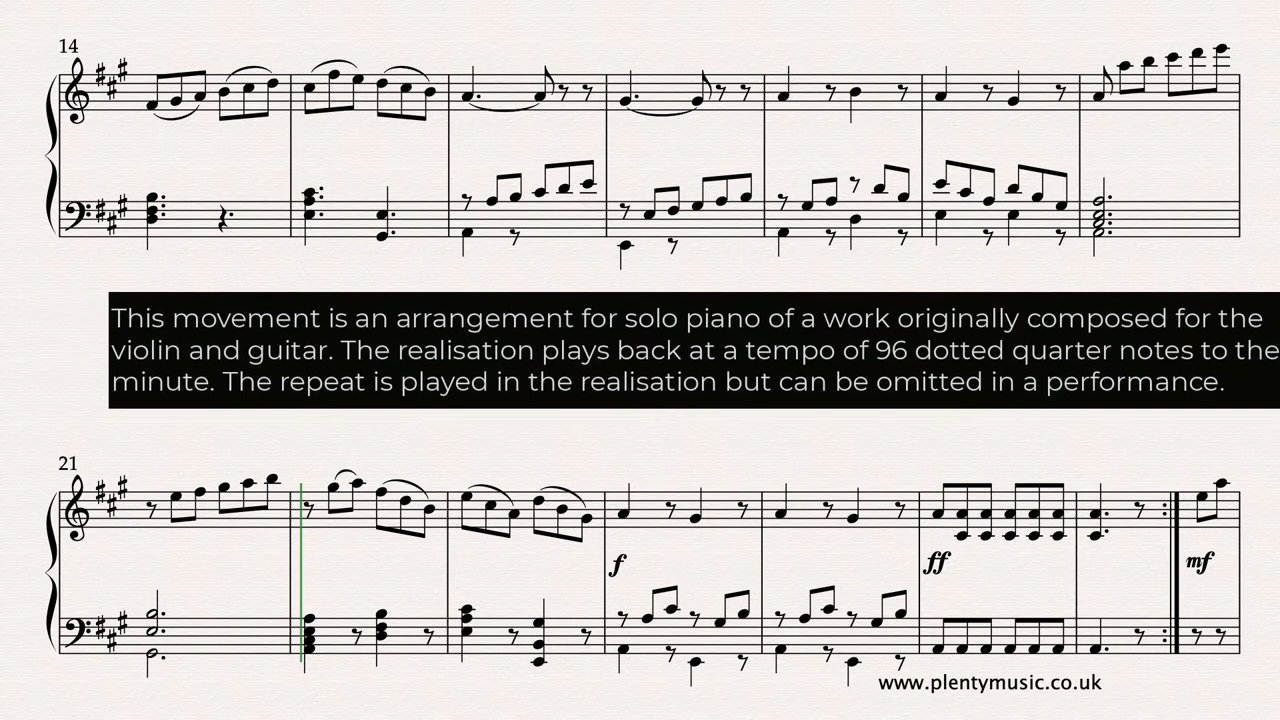 14
This movement is an arrangement for solo piano of a work originally composed for the
violin and guitar. The realisation plays back at a tempo of 96 dotted quarter notes to the
minute. The repeat is played in the realisation but can be omitted in a performance.
21
f
ff
mf
www.plentymusic.co.uk